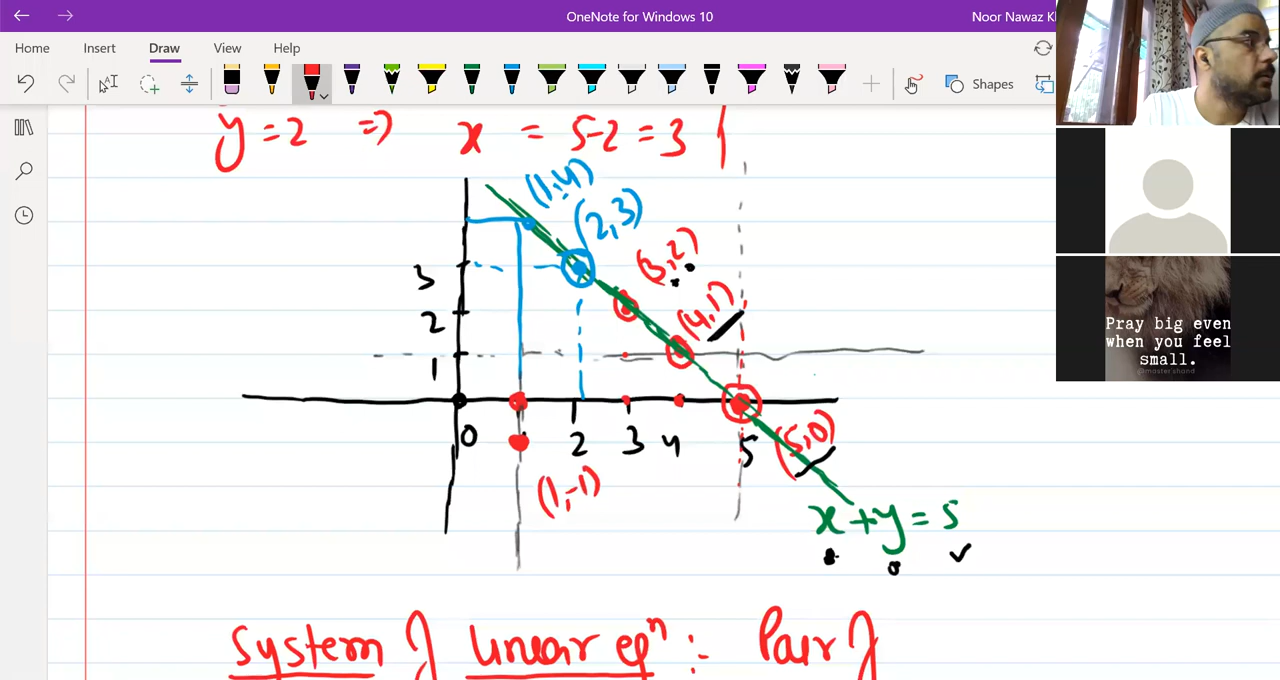 OneNote for Windows 10
Noor Nawaz K
Home Insert Draw View Help
Shapes
y = 2 => x = 5-2 = 3
(1,4)
(2,3)
(3,2)
(4,1)
3
2
1
0 2 3 4 5
(5,0)
(1,-1)
x + y = 5
System of linear eqn :- Pair of
Pray big even
when you feel
small.